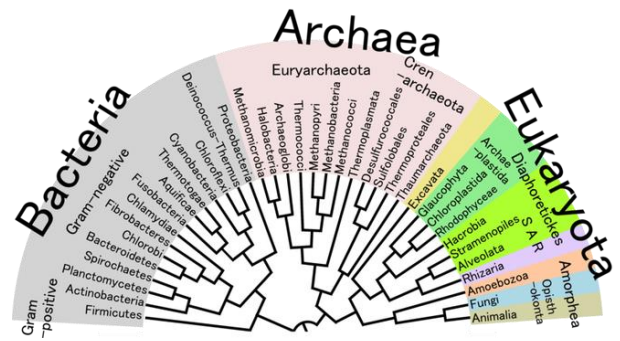 Bacteria
Archaea
Eukaryota
Gram
-positive
Gram-negative
Firmicutes
Actinobacteria
Planctomycetes
Spirochaetes
Bacteroidetes
Chlorobi
Fibrobacteres
Chlamydiae
Fusobacteria
Aquificae
Thermotogae
Cyanobacteria
Chloroflexi
Deinococcus-Thermus
Proteobacteria
Euryarchaeota
Methanomicrobia
Halobacteria
Archaeoglobi
Thermococci
Methanopyri
Methanobacteria
Methanococci
Thermoplasmata
Cren
-archaeota
Desulfurococcales
Sulfolobales
Thermoproteales
Thaumarchaeota
Excavata
Archae
-plastida
Diaphoretickes
Glaucophyta
Chloroplastida
Rhodophyceae
Hacrobia
S A R
Stramenopiles
Alveolata
Rhizaria
Amorphea
Amoebozoa
Opisth
-okonta
Fungi
Animalia